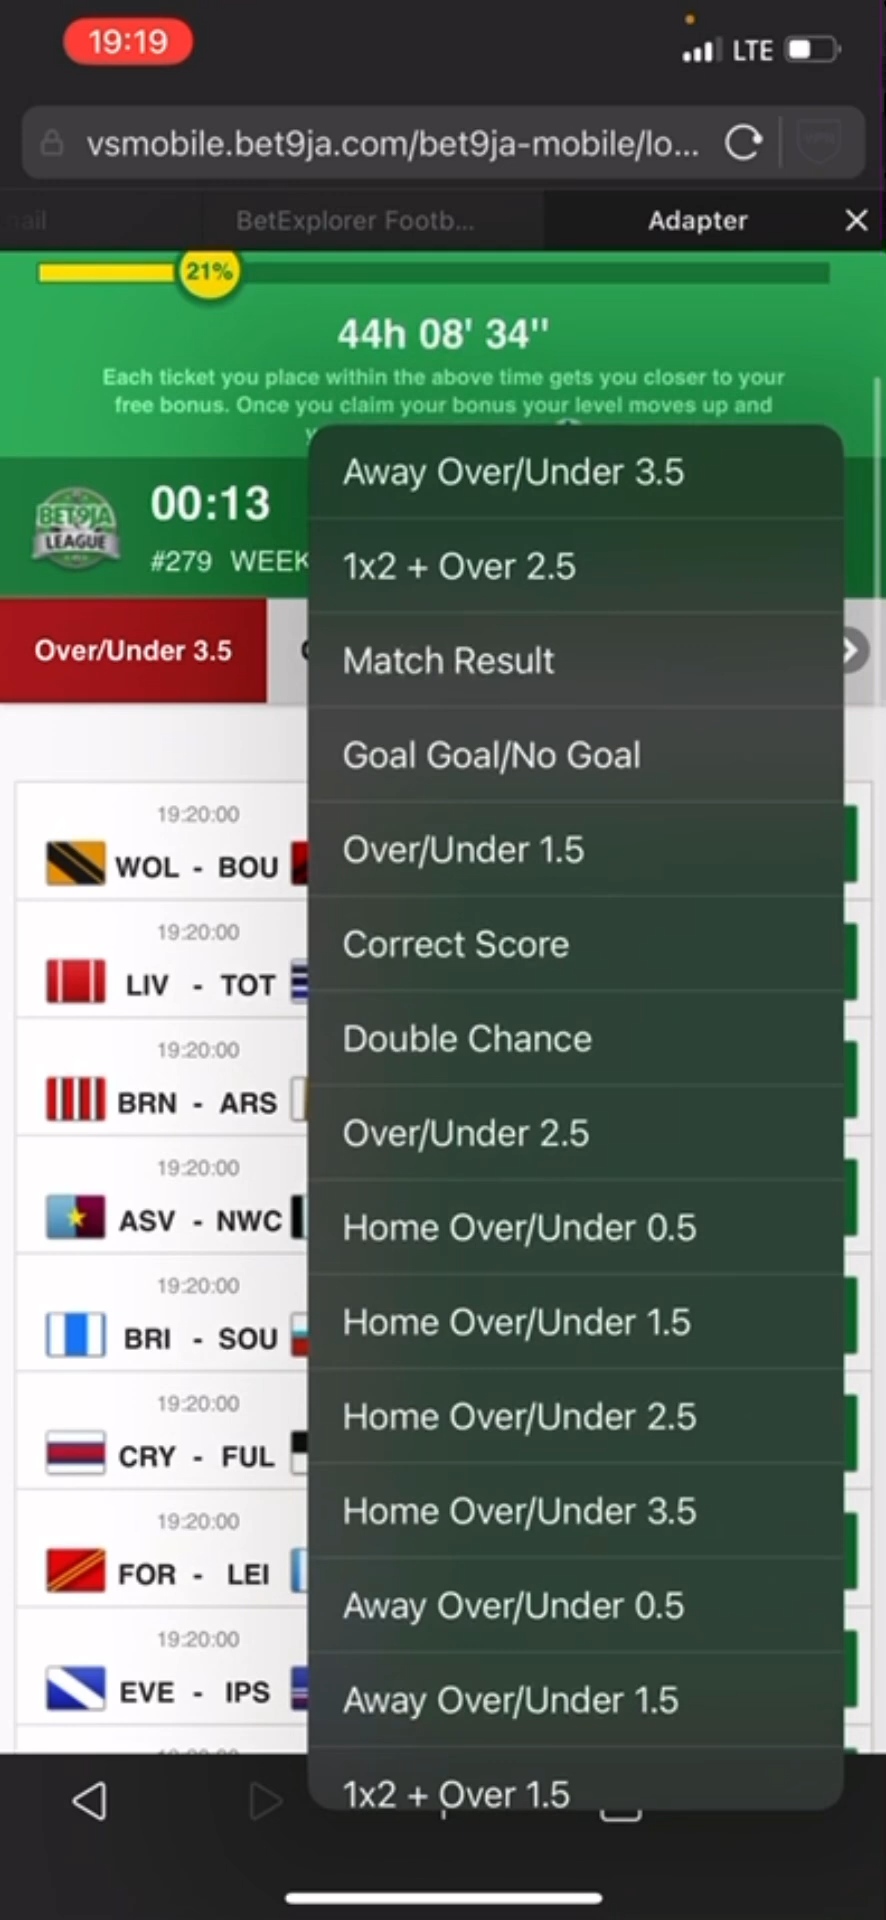 19:19
LTE
vsmobile.bet9ja.com/bet9ja-mobile/lo...
VPN
BetExplorer Footb...
Adapter
21%
44h 08' 34"
Each ticket you place within the above time gets you closer to your
free bonus. Once you claim your bonus your level moves up and
BET9JA
LEAGUE
00:13
#279 WEEK
Over/Under 3.5
Away Over/Under 3.5
1x2 + Over 2.5
Match Result
Goal Goal/No Goal
Over/Under 1.5
Correct Score
Double Chance
Over/Under 2.5
Home Over/Under 0.5
Home Over/Under 1.5
Home Over/Under 2.5
Home Over/Under 3.5
Away Over/Under 0.5
Away Over/Under 1.5
1x2 + Over 1.5
19:20:00
WOL - BOU
19:20:00
LIV - TOT
19:20:00
BRN - ARS
19:20:00
ASV - NWC
19:20:00
BRI - SOU
19:20:00
CRY - FUL
19:20:00
FOR - LEI
19:20:00
EVE - IPS